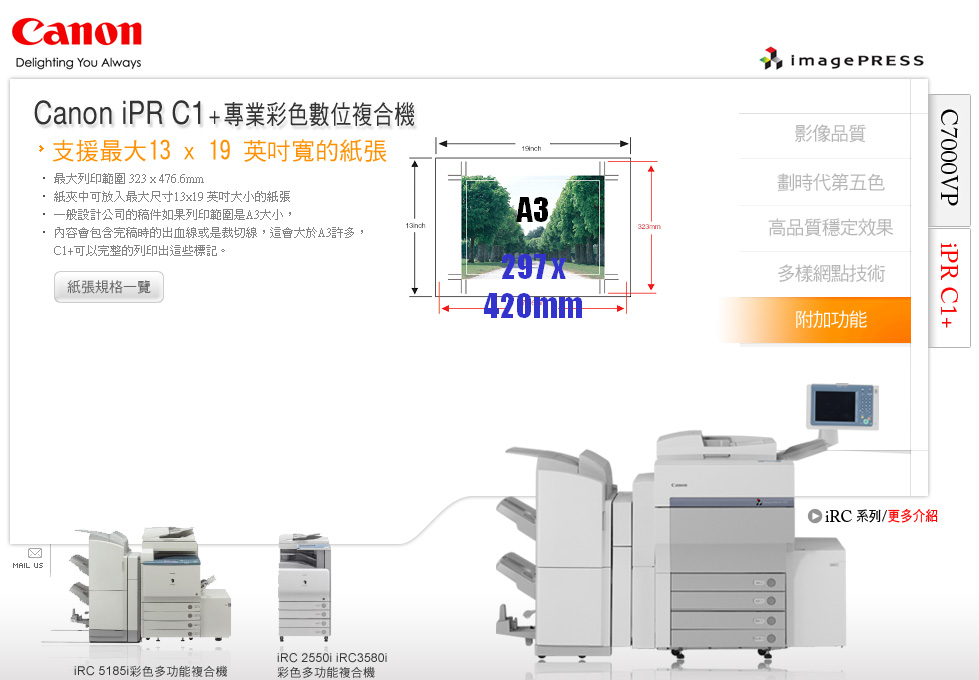 Canon
Delighting You Always
imagePRESS
Canon iPR C1+專業彩色數位複合機
支援最大13 x 19 英吋寬的紙張
· 最大列印範圍 323 x 476.6mm
· 紙夾中可放入最大尺寸13x19 英吋大小的紙張
· 一般設計公司的稿件如果列印範圍是A3大小，
· 內容會包含完稿時的出血線或是裁切線，這會大於A3許多，
C1+可以完整的列印出這些標記。
紙張規格一覽
19inch
13inch
A3
323mm
297 x
420mm
影像品質
劃時代第五色
高品質穩定效果
多樣網點技術
附加功能
C7000VP
iPR C1+
Canon
iRC 系列/更多介紹
MAIL US
iRC 5185i彩色多功能複合機
iRC 2550i iRC3580i
彩色多功能複合機